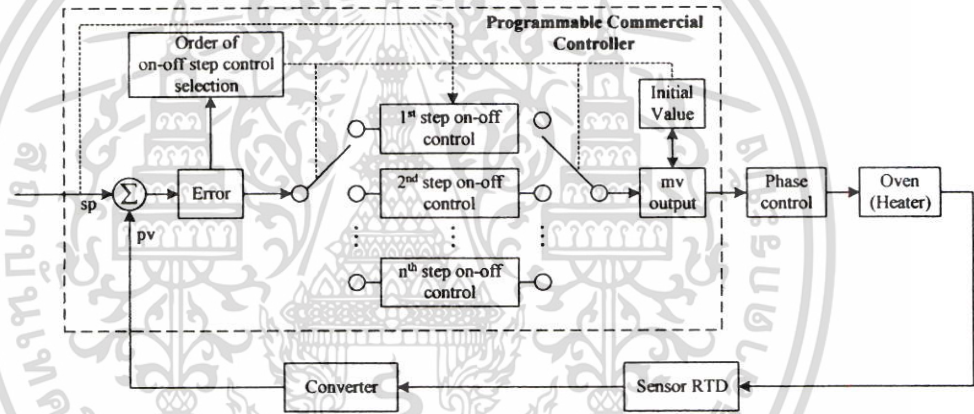 Programmable Commercial
Controller
Order of
on-off step control
selection
Initial
Value
1st step on-off
control
sp
Σ
Error
2nd step on-off
control
mv
output
Phase
control
Oven
(Heater)
pv
nth step on-off
control
Converter
Sensor RTD